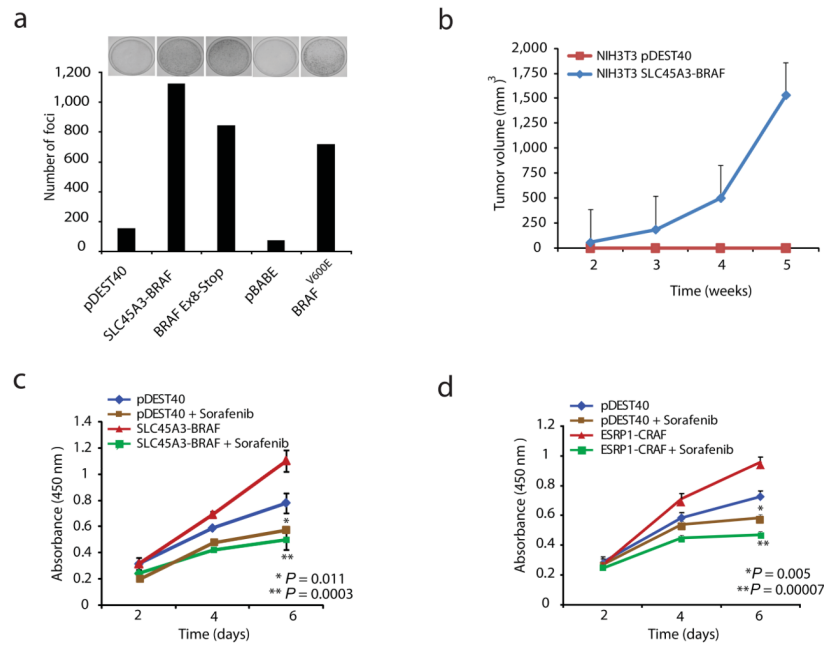 a
Number of foci
1,200
1,000
800
600
400
200
0
pDEST40
SLC45A3-BRAF
BRAF Ex8-Stop
pBABE
BRAF V600E
b
NIH3T3 pDEST40
NIH3T3 SLC45A3-BRAF
Tumor volume (mm)3
2,000
1,750
1,500
1,250
1,000
750
500
250
0
2 3 4 5
Time (weeks)
c
pDEST40
pDEST40 + Sorafenib
SLC45A3-BRAF
SLC45A3-BRAF + Sorafenib
Absorbance (450 nm )
1.4
1.2
1
0.8
0.6
0.4
0.2
0
*
**
* P = 0.011
** P = 0.0003
2 4 6
Time (days)
d
pDEST40
pDEST40 + Sorafenib
ESRP1-CRAF
ESRP1-CRAF + Sorafenib
Absorbance (450 nm )
1.2
1
0.8
0.6
0.4
0.2
0
*
**
*P = 0.005
**P = 0.00007
2 4 6
Time (days)